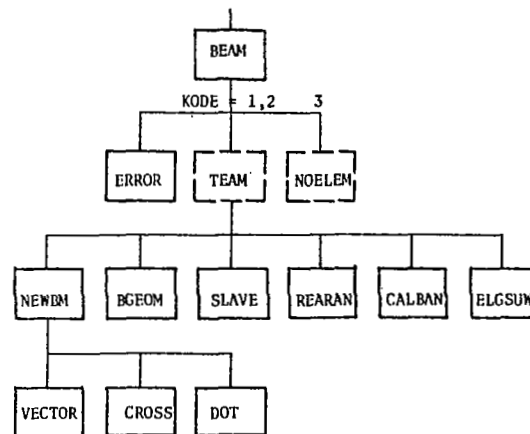 BEAM
KODE = 1,2 3
ERROR TEAM NOELEM
NEWBM BGEOM SLAVE REARAN CALBAN ELGSUW
VECTOR CROSS DOT